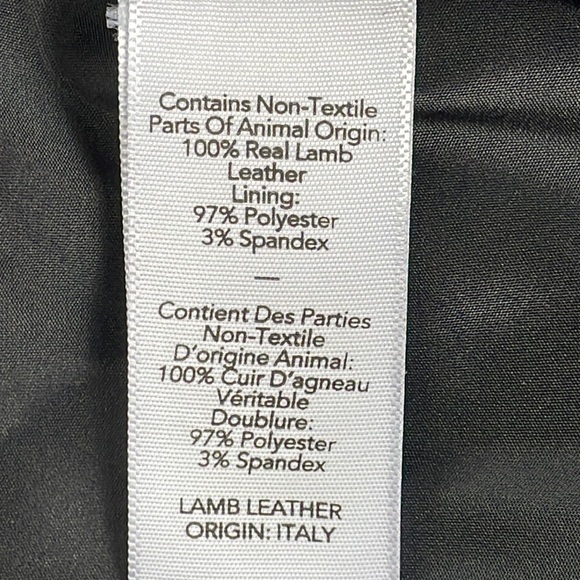 Contains Non-Textile
Parts Of Animal Origin:
100% Real Lamb
Leather
Lining:
97% Polyester
3% Spandex
—
Contient Des Parties
Non-Textile
D'origine Animal:
100% Cuir D'agneau
Véritable
Doublure:
97% Polyester
3% Spandex
LAMB LEATHER
ORIGIN: ITALY